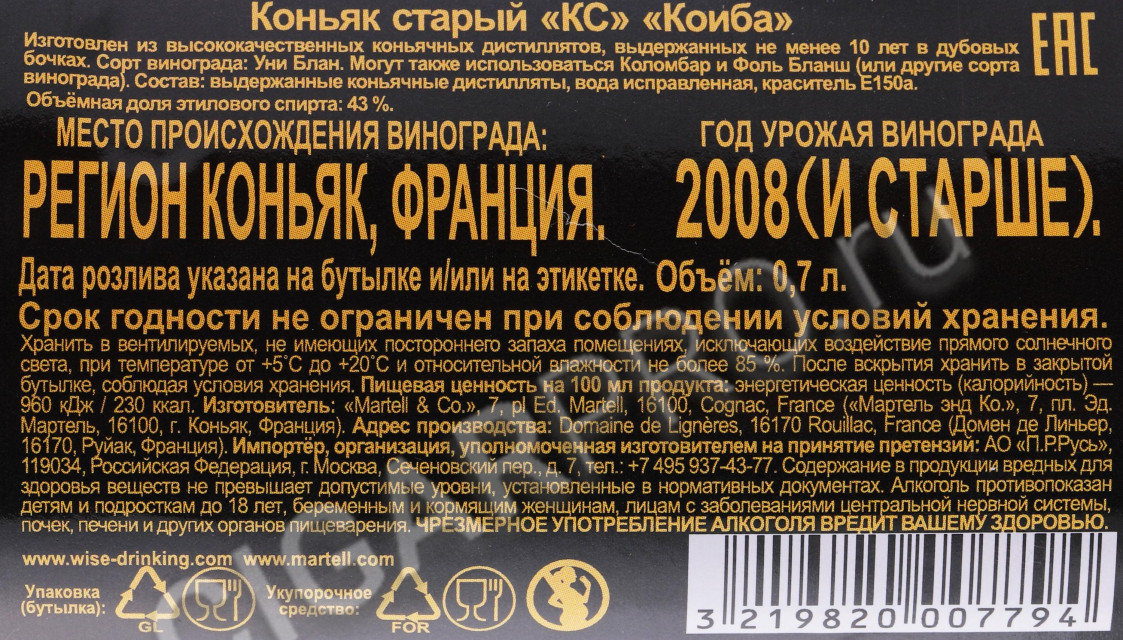 Коньяк старый «КС» «Коиба»
Изготовлен из высококачественных коньячных дистиллятов, выдержанных не менее 10 лет в дубовых
бочках. Сорт винограда: Уни Блан. Могут также использоваться Коломбар и Фоль Бланш (или другие сорта
винограда). Состав: выдержанные коньячные дистилляты, вода исправленная, краситель Е150а.
Объёмная доля этилового спирта: 43 %.
EAC
МЕСТО ПРОИСХОЖДЕНИЯ ВИНОГРАДА:
РЕГИОН КОНЬЯК, ФРАНЦИЯ.
ГОД УРОЖАЯ ВИНОГРАДА
2008 (И СТАРШЕ).
Дата розлива указана на бутылке и/или на этикетке. Объём: 0,7 л.
Срок годности не ограничен при соблюдении условий хранения.
Хранить в вентилируемых, не имеющих постороннего запаха помещениях, исключающих воздействие прямого солнечного
света, при температуре от +5˚С до +20˚С и относительной влажности не более 85 %. После вскрытия хранить в закрытой
бутылке, соблюдая условия хранения. Пищевая ценность на 100 мл продукта: энергетическая ценность (калорийность) —
960 кДж / 230 ккал. Изготовитель: «Martell & Co.», 7, pl Ed. Martell, 16100, Cognac, France («Мартель энд Ко.», 7, пл. Эд.
Мартель, 16100, г. Коньяк, Франция). Адрес производства: Domaine de Lignères, 16170 Rouillac, France (Домен де Линьер,
16170, Руйак, Франция). Импортёр, организация, уполномоченная изготовителем на принятие претензий: АО «П.Р.Русь»,
119034, Российская Федерация, г. Москва, Сеченовский пер., д. 7, тел.: +7 495 937-43-77. Содержание в продукции вредных для
здоровья веществ не превышает допустимые уровни, установленные в нормативных документах. Алкоголь противопоказан
детям и подросткам до 18 лет, беременным и кормящим женщинам, лицам с заболеваниями центральной нервной системы,
почек, печени и других органов пищеварения. ЧРЕЗМЕРНОЕ УПОТРЕБЛЕНИЕ АЛКОГОЛЯ ВРЕДИТ ВАШЕМУ ЗДОРОВЬЮ.
www.wise-drinking.com www.martell.com
Упаковка
(бутылка):
GL
Укупорочное
средство:
FOR
3 219820 007794
CIGARPRO.ru